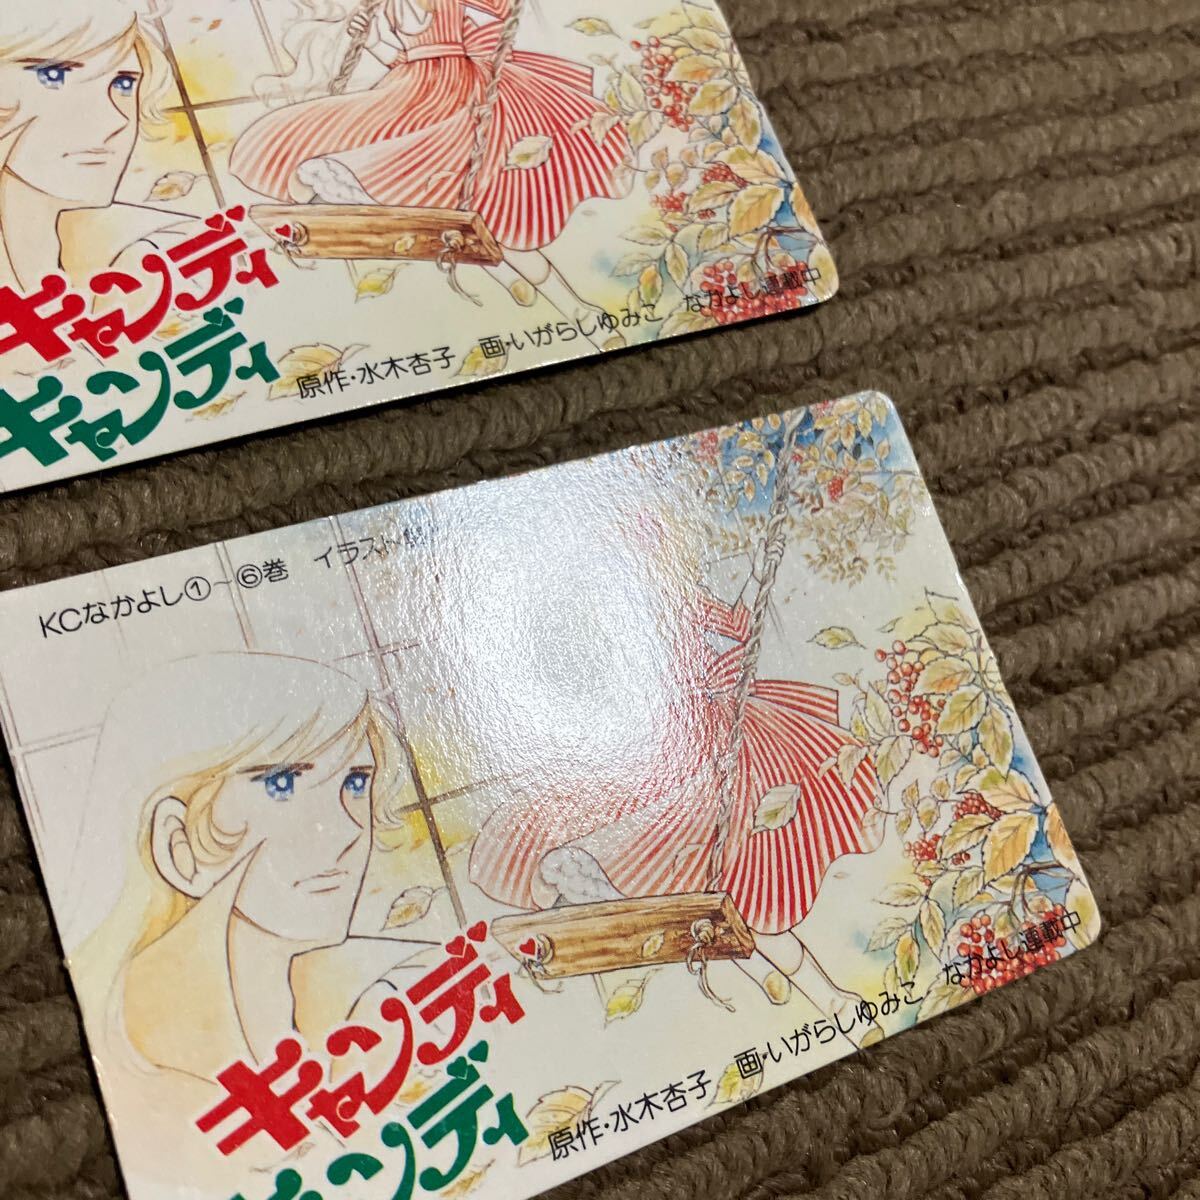 キャンディ
キャンディ
原作・水木杏子 画・いがらしゆみこ なかよし連載中
KCなかよし①〜⑥巻 イラスト
キャンディ
キャンディ
原作・水木杏子 画・いがらしゆみこ なかよし連載中